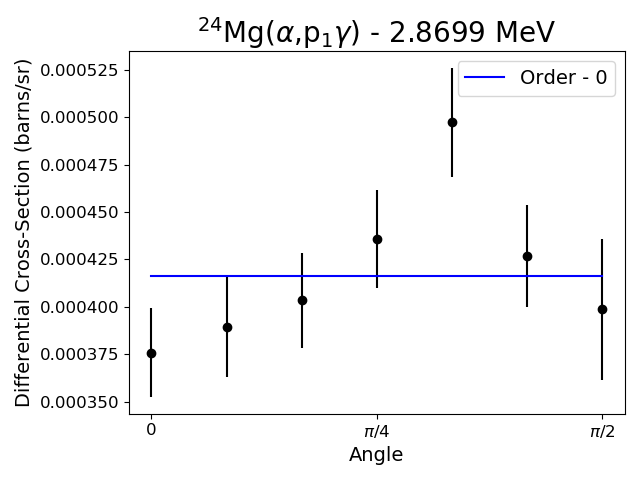 ²⁴Mg(α,p₁γ) - 2.8699 MeV
Order - 0
Differential Cross-Section (barns/sr)
0.000525
0.000500
0.000475
0.000450
0.000425
0.000400
0.000375
0.000350
0
π/4
π/2
Angle